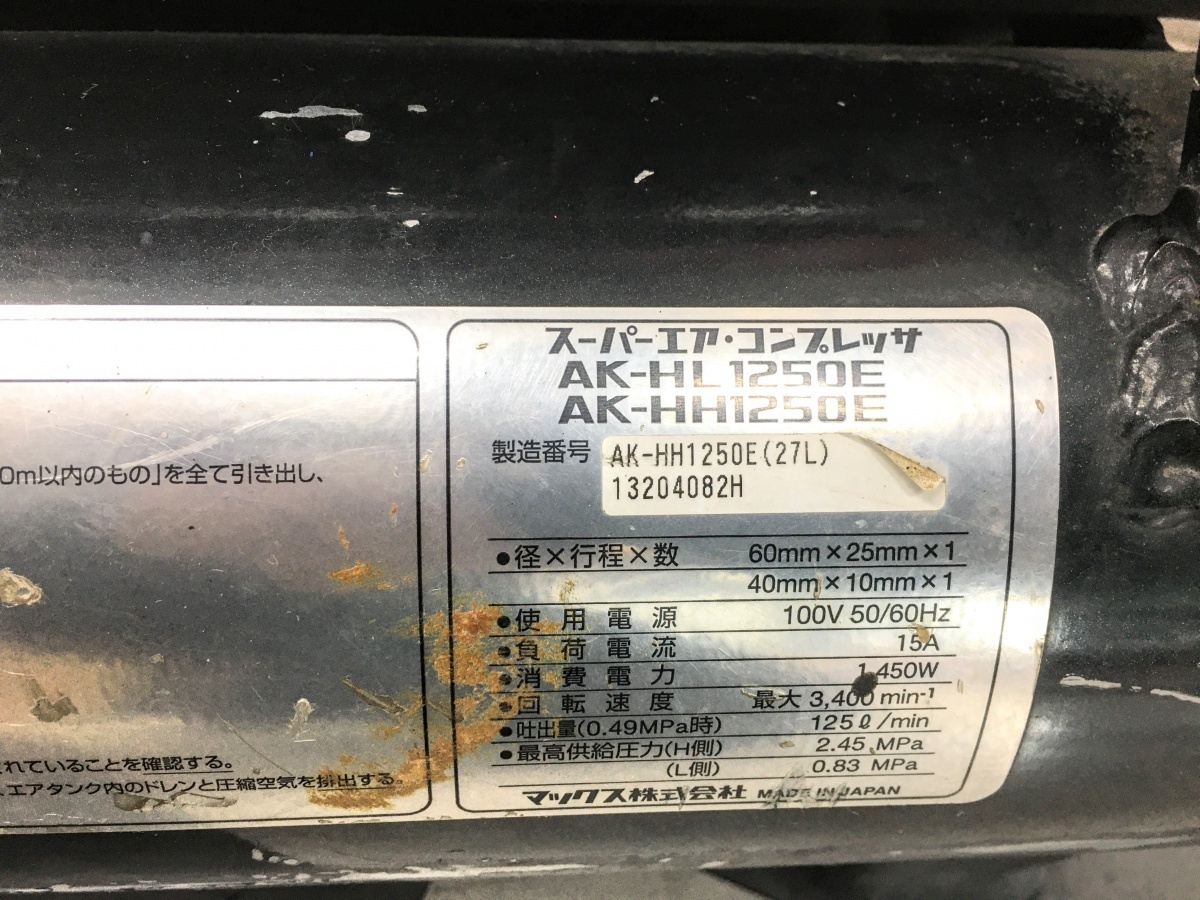 0m以内のもの」を全て引き出し、
れていることを確認する。
、エアタンク内のドレンと圧縮空気を排出する。
スーパーエア・コンプレッサ
AK-HL1250E
AK-HH1250E
製造番号 AK-HH1250E(27L)
13204082H
●径×行程×数 60mm×25mm×1
40mm×10mm×1
●使用電源 100V 50/60Hz
●負荷電流 15A
●消費電力 1,450W
●回転速度 最大 3,400 min⁻¹
●吐出量(0.49MPa時) 125ℓ/min
●最高供給圧力(H側) 2.45 MPa
(L側) 0.83 MPa
マックス株式会社 MADE IN JAPAN